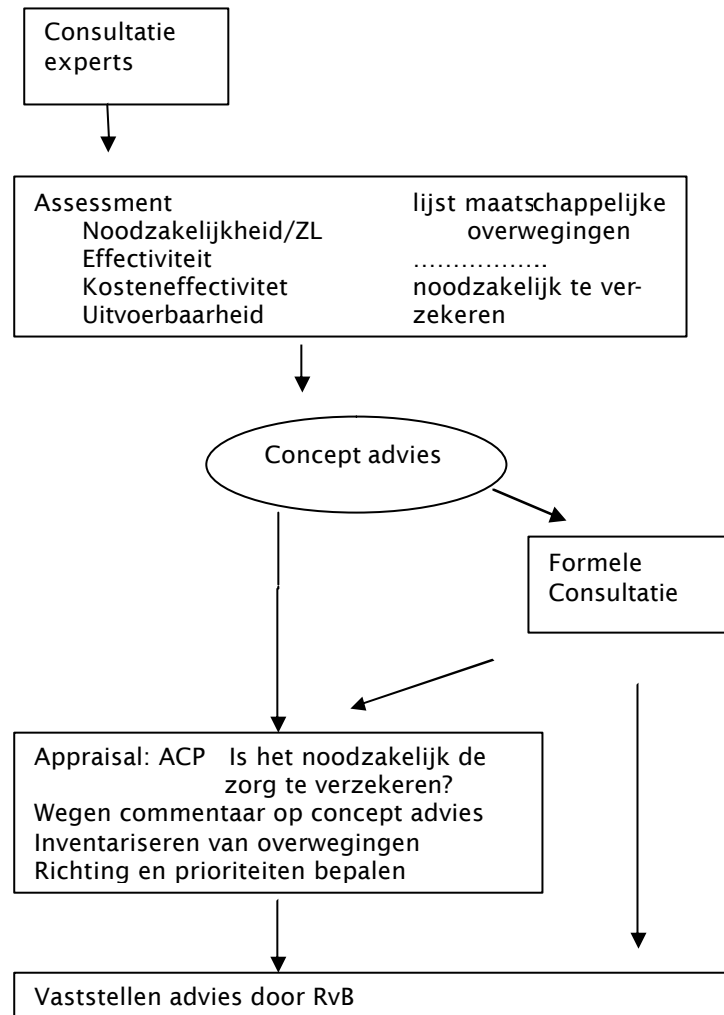 Consultatie
experts
Assessment
Noodzakelijkheid/ZL
Effectiviteit
Kosteneffectivitet
Uitvoerbaarheid
lijst maatschappelijke
overwegingen
……………..
noodzakelijk te ver-
zekeren
Concept advies
Formele
Consultatie
Appraisal: ACP Is het noodzakelijk de
zorg te verzekeren?
Wegen commentaar op concept advies
Inventariseren van overwegingen
Richting en prioriteiten bepalen
Vaststellen advies door RvB